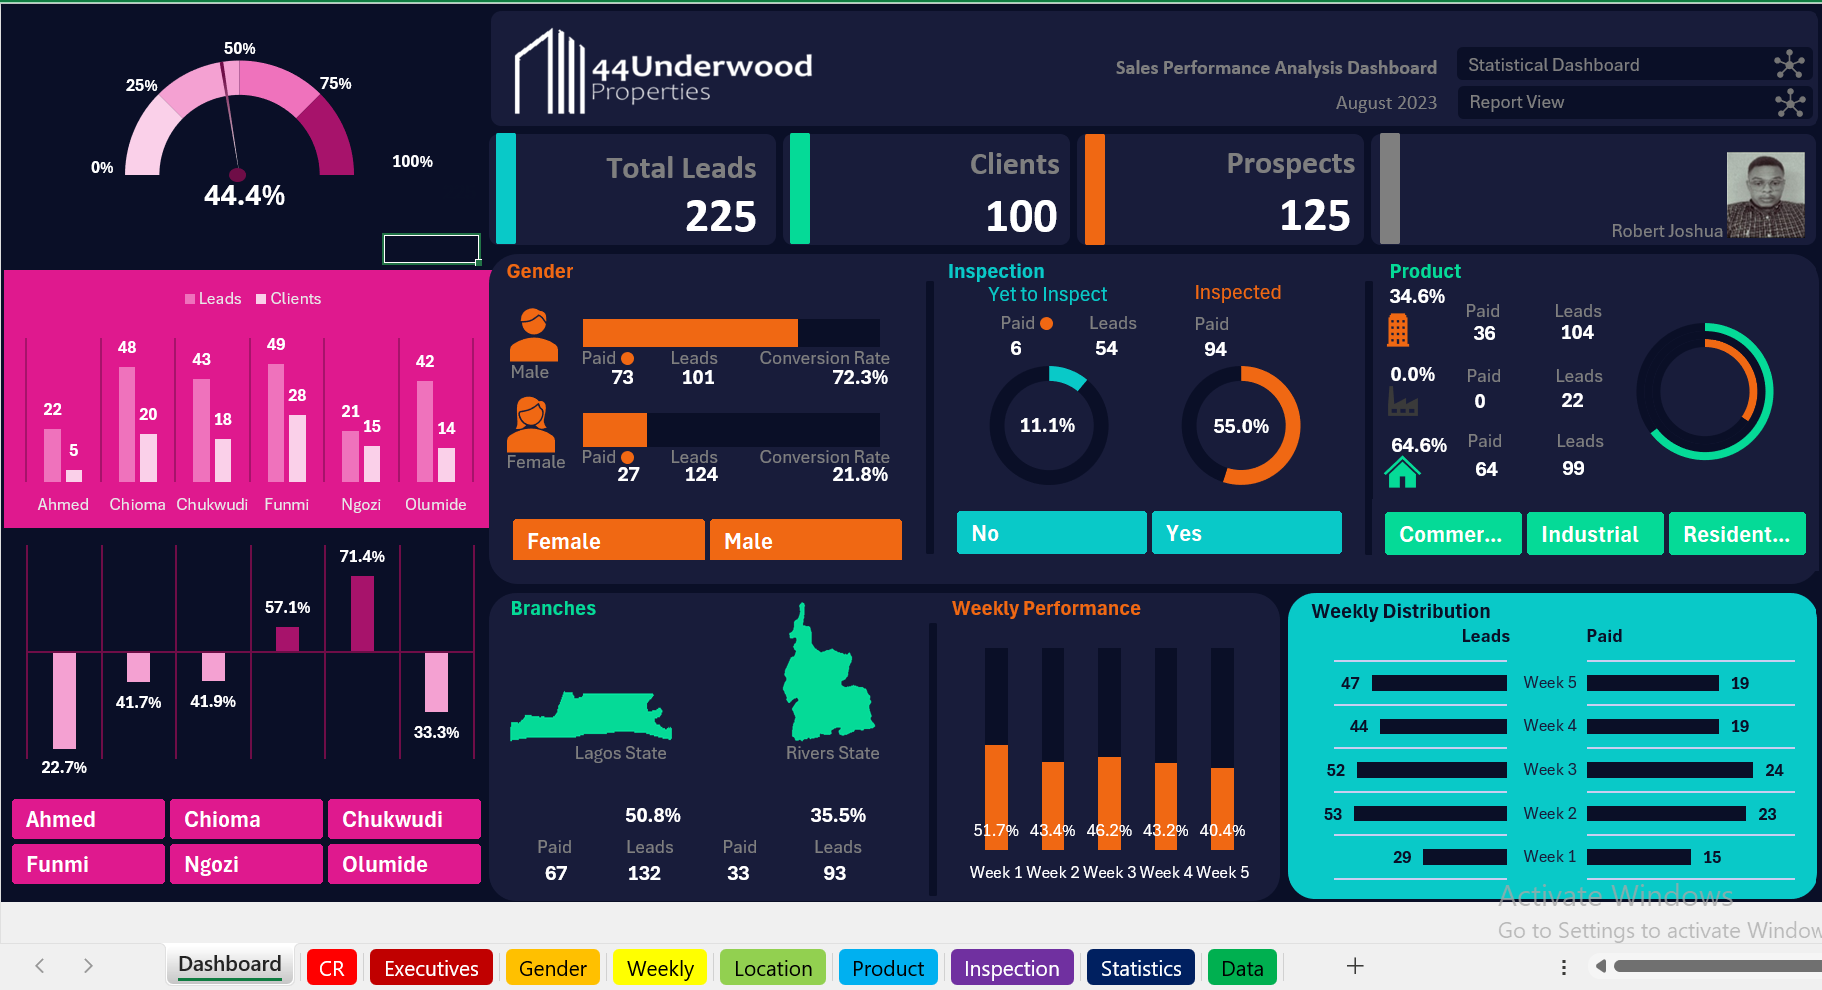 50%
25%
75%
0%
100%
44.4%
44Underwood
Properties
Sales Performance Analysis Dashboard
August 2023
Statistical Dashboard
Report View
Total Leads
225
Clients
100
Prospects
125
Robert Joshua
Leads Clients
22 5
48 20
43 18
49 28
21 15
42 14
Ahmed Chioma Chukwudi Funmi Ngozi Olumide
22.7%
41.7%
41.9%
57.1%
71.4%
33.3%
Ahmed Chioma Chukwudi
Funmi Ngozi Olumide
Gender
Male
Paid Leads Conversion Rate
73 101 72.3%
Female
Paid Leads Conversion Rate
27 124 21.8%
Female Male
Inspection
Yet to Inspect
Paid Leads
6 54
11.1%
Inspected
Paid
94
55.0%
No Yes
Product
34.6%
Paid Leads
36 104
0.0%
Paid Leads
0 22
64.6%
Paid Leads
64 99
Commer... Industrial Resident...
Branches
Lagos State Rivers State
50.8% 35.5%
Paid Leads Paid Leads
67 132 33 93
Weekly Performance
51.7% 43.4% 46.2% 43.2% 40.4%
Week 1 Week 2 Week 3 Week 4 Week 5
Weekly Distribution
Leads Paid
47 Week 5 19
44 Week 4 19
52 Week 3 24
53 Week 2 23
29 Week 1 15
Activate Windows
Go to Settings to activate Window
Dashboard CR Executives Gender Weekly Location Product Inspection Statistics Data